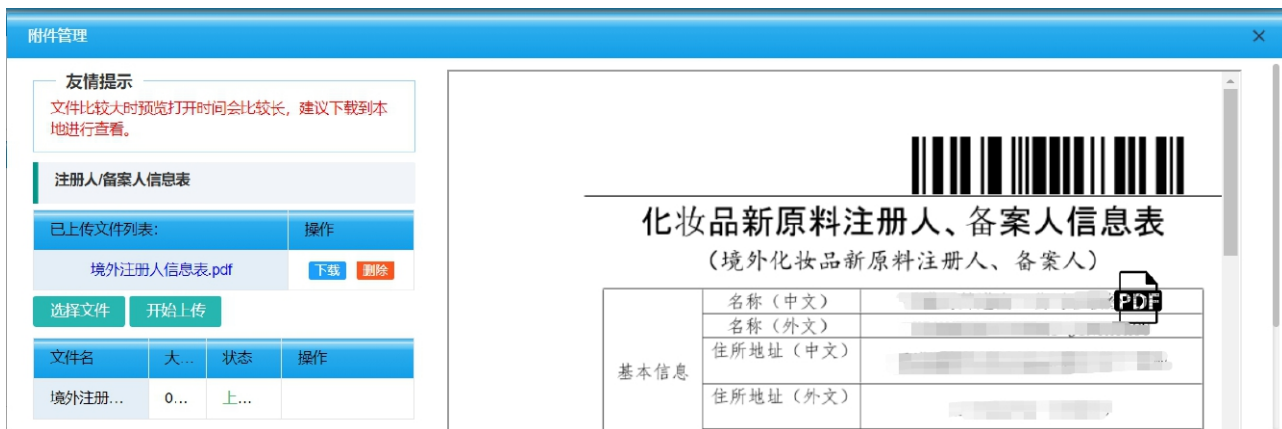 附件管理
友情提示
文件比较大时预览打开时间会比较长，建议下载到本
地进行查看。
注册人/备案人信息表
已上传文件列表：
操作
境外注册人信息表.pdf
下载
删除
选择文件
开始上传
文件名
大...
状态
操作
境外注册...
0...
上...
化妆品新原料注册人、备案人信息表
（境外化妆品新原料注册人、备案人）
PDF
基本信息
名称（中文）
名称（外文）
住所地址（中文）
住所地址（外文）